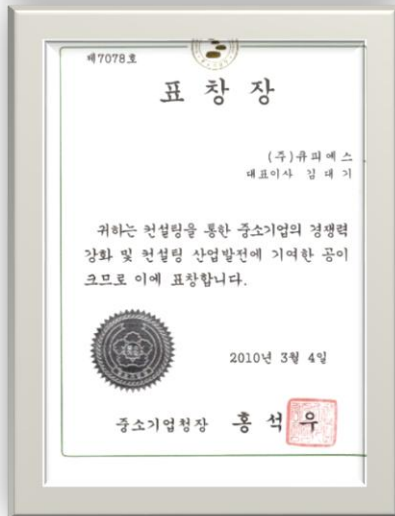 제7078호
표 창 장
(주)큐피에스
대표이사 김 대 기
귀하는 컨설팅을 통한 중소기업의 경쟁력
강화 및 컨설팅 산업발전에 기여한 공이
크므로 이에 표창합니다.
2010년 3월 4일
중소기업청장 홍 석 우